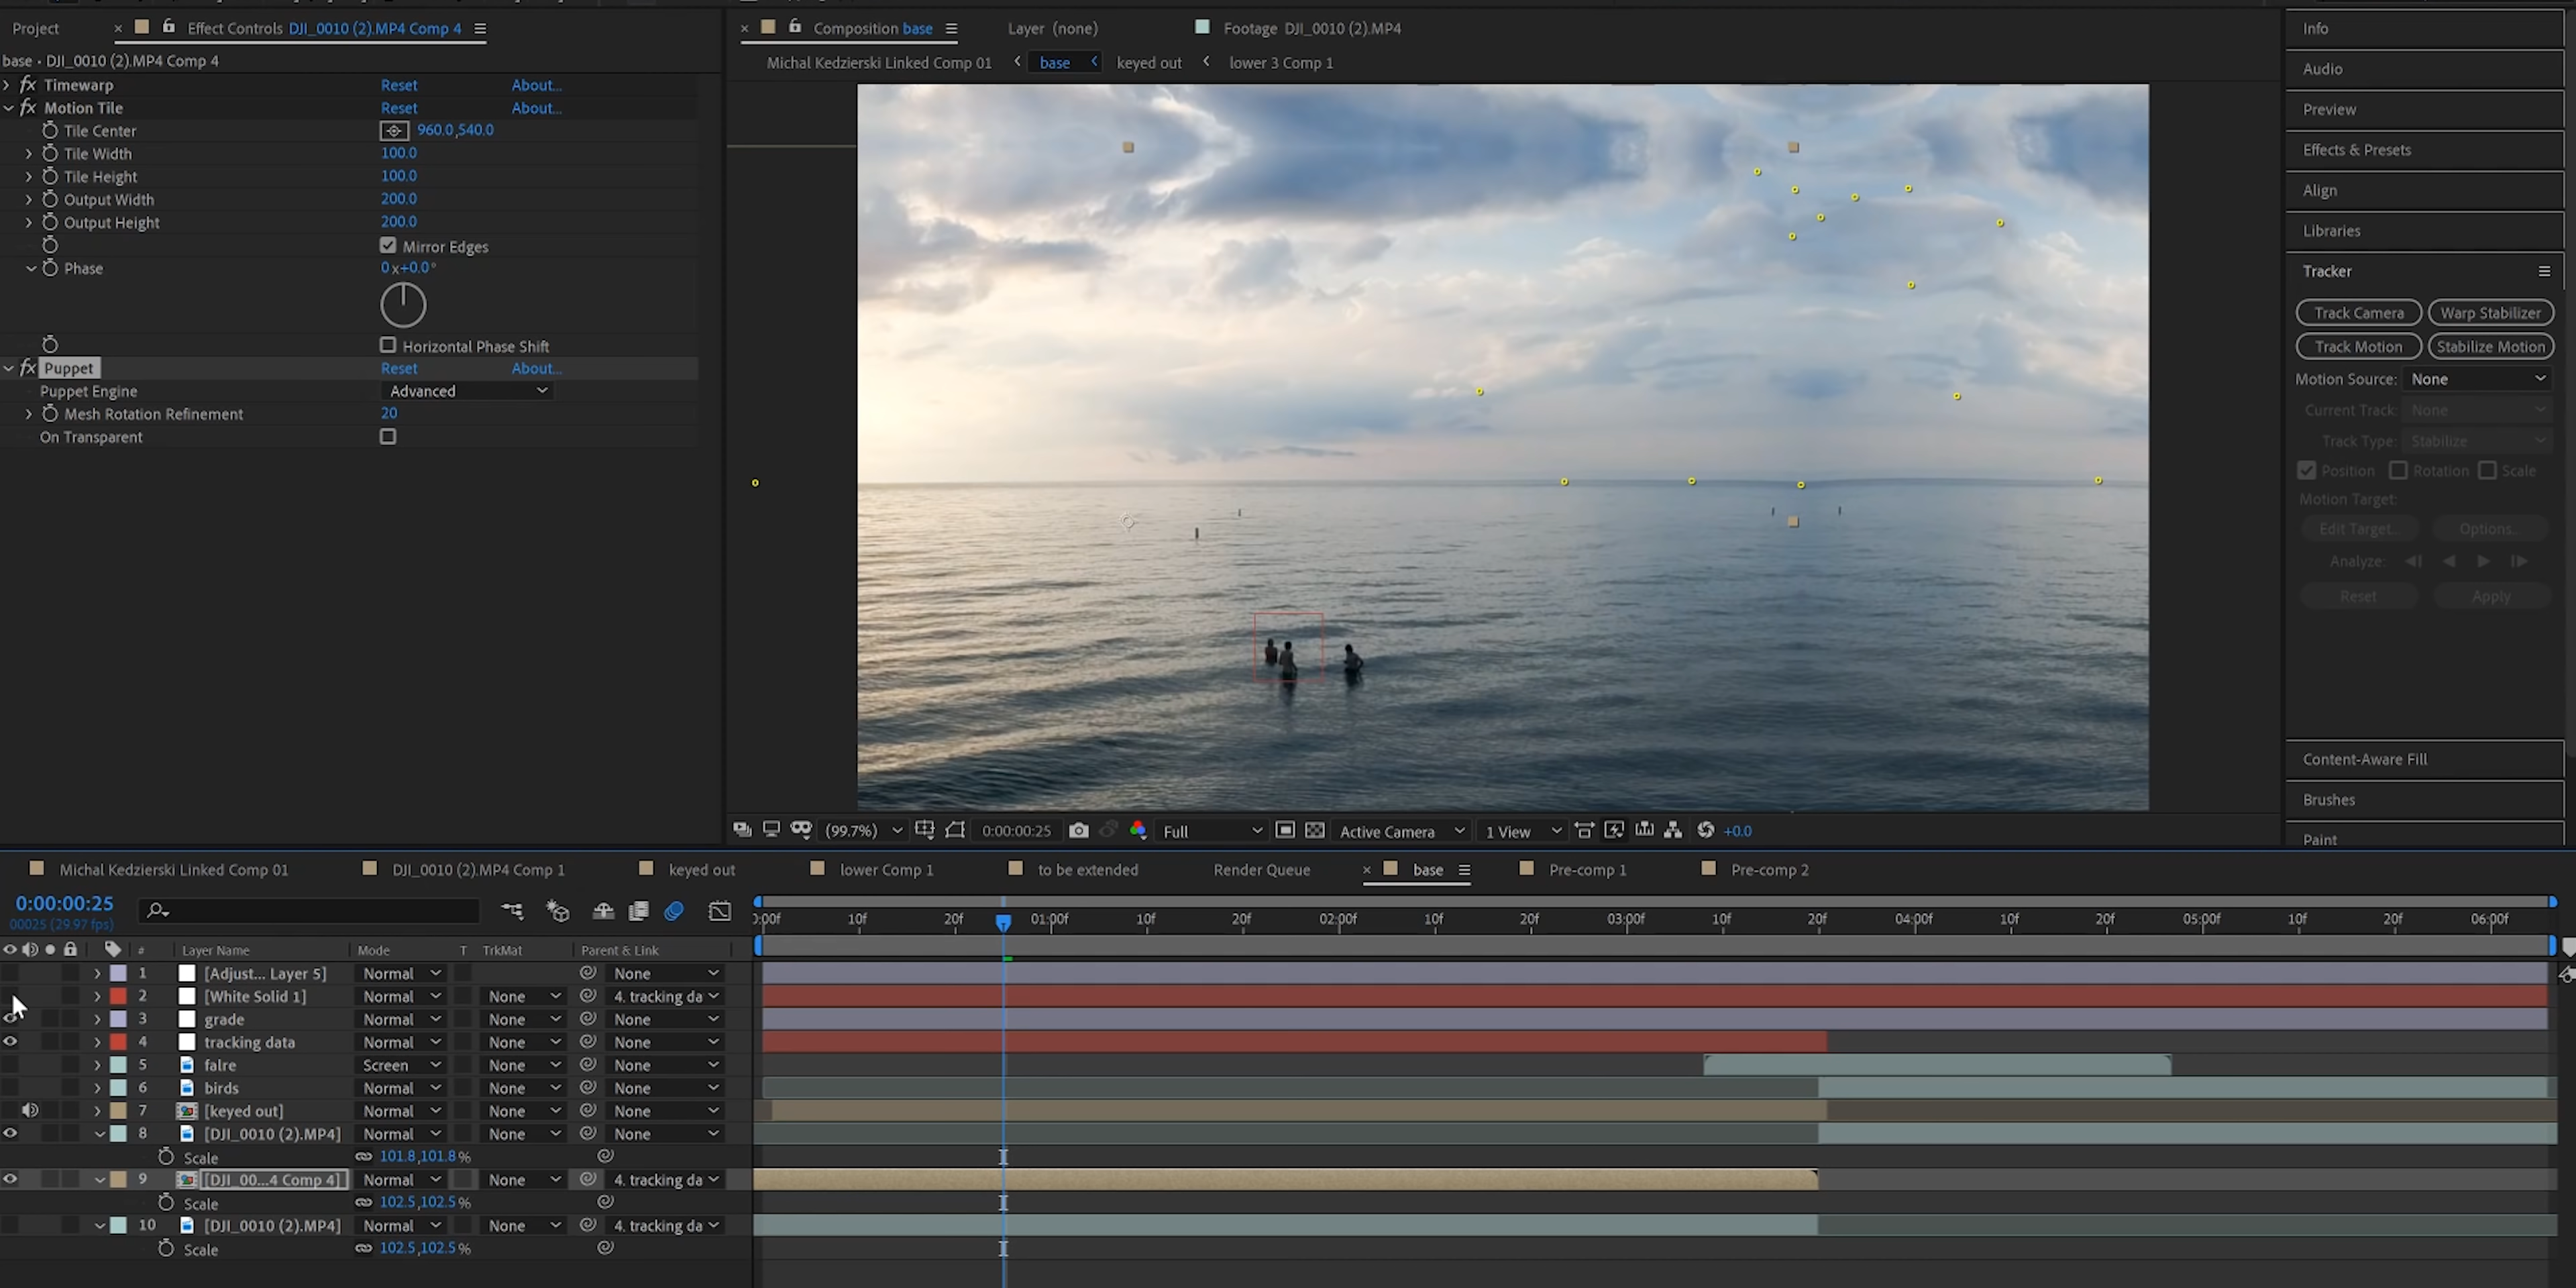 Project
Effect Controls DJI_0010 (2).MP4 Comp 4
base • DJI_0010 (2).MP4 Comp 4
fx Timewarp Reset About...
fx Motion Tile Reset About...
Tile Center 960.0,540.0
Tile Width 100.0
Tile Height 100.0
Output Width 200.0
Output Height 200.0
Mirror Edges
Phase 0x+0.0°
Horizontal Phase Shift
fx Puppet Reset About...
Puppet Engine Advanced
Mesh Rotation Refinement 20
On Transparent
Composition base
Layer (none)
Footage DJI_0010 (2).MP4
Michal Kedzierski Linked Comp 01 base keyed out lower 3 Comp 1
(99.7%) 0:00:00:25 Full Active Camera 1 View +0.0
Info
Audio
Preview
Effects & Presets
Align
Libraries
Tracker
Track Camera Warp Stabilizer
Track Motion Stabilize Motion
Motion Source: None
Current Track: None
Track Type: Stabilize
Position Rotation Scale
Motion Target:
Edit Target... Options...
Analyze:
Reset Apply
Content-Aware Fill
Brushes
Paint
Michal Kedzierski Linked Comp 01 DJI_0010 (2).MP4 Comp 1 keyed out lower Comp 1 to be extended Render Queue base Pre-comp 1 Pre-comp 2
0:00:00:25
00025 (29.97 fps)
:00f 10f 20f 01:00f 10f 20f 02:00f 10f 20f 03:00f 10f 20f 04:00f 10f 20f 05:00f 10f 20f 06:00f
# Layer Name Mode T TrkMat Parent & Link
1 [Adjust... Layer 5] Normal None
2 [White Solid 1] Normal None 4. tracking da
3 grade Normal None None
4 tracking data Normal None None
5 falre Screen None None
6 birds Normal None None
7 [keyed out] Normal None None
8 [DJI_0010 (2).MP4] Normal None None
Scale 101.8,101.8%
9 [DJI_00...4 Comp 4] Normal None 4. tracking da
Scale 102.5,102.5%
10 [DJI_0010 (2).MP4] Normal None 4. tracking da
Scale 102.5,102.5%